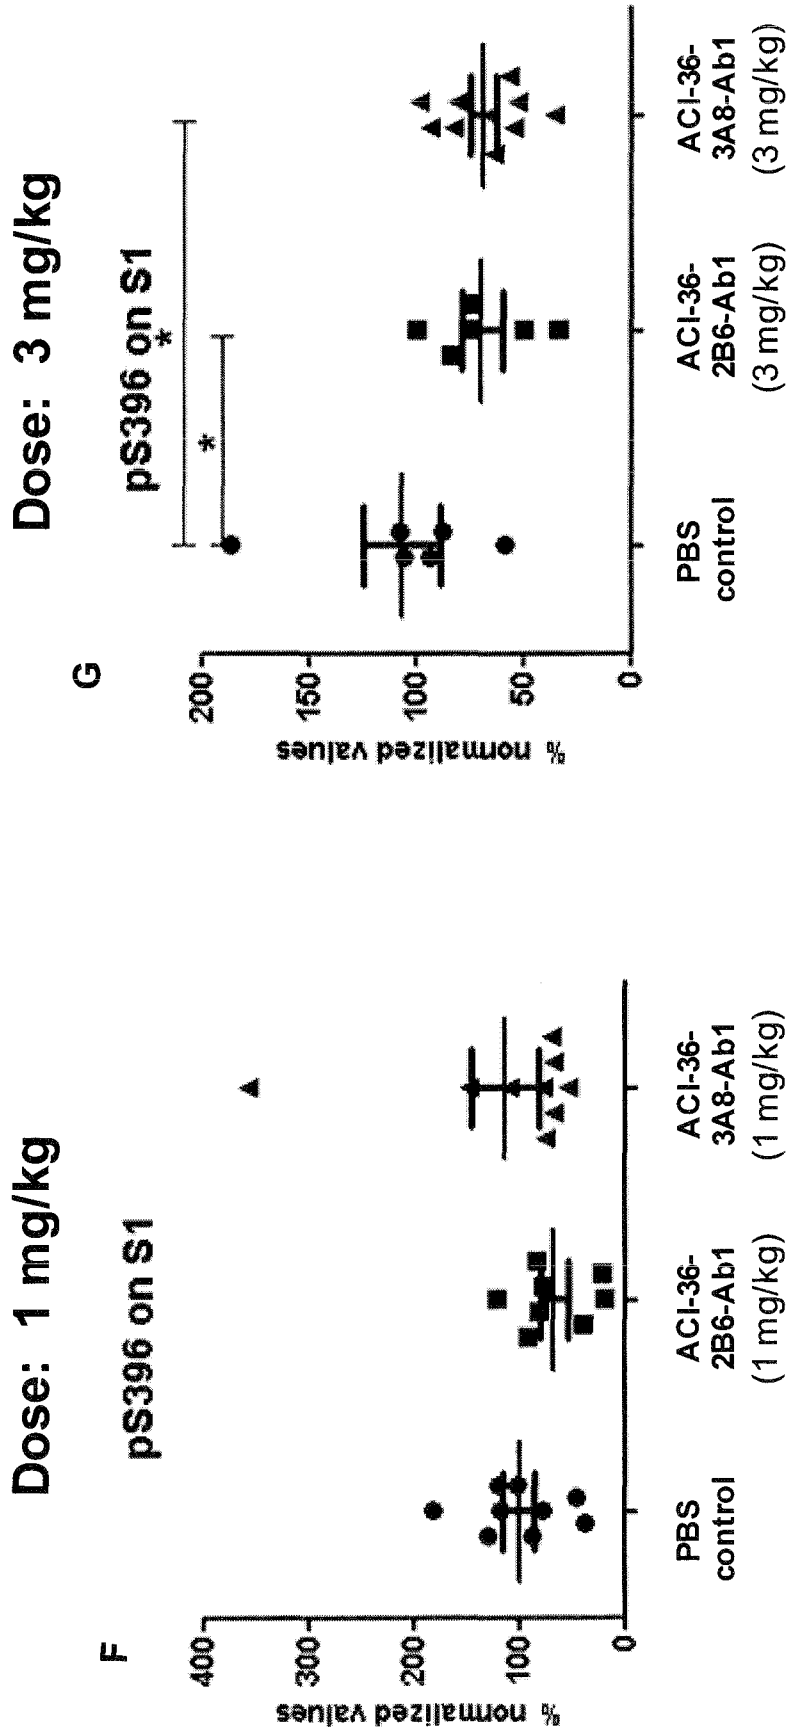 F
Dose: 1 mg/kg
pS396 on S1
% normalized values
400
300
200
100
0
PBS
control
ACI-36-
2B6-Ab1
(1 mg/kg)
ACI-36-
3A8-Ab1
(1 mg/kg)
G
Dose: 3 mg/kg
pS396 on S1
*
*
% normalized values
200
150
100
50
0
PBS
control
ACI-36-
2B6-Ab1
(3 mg/kg)
ACI-36-
3A8-Ab1
(3 mg/kg)